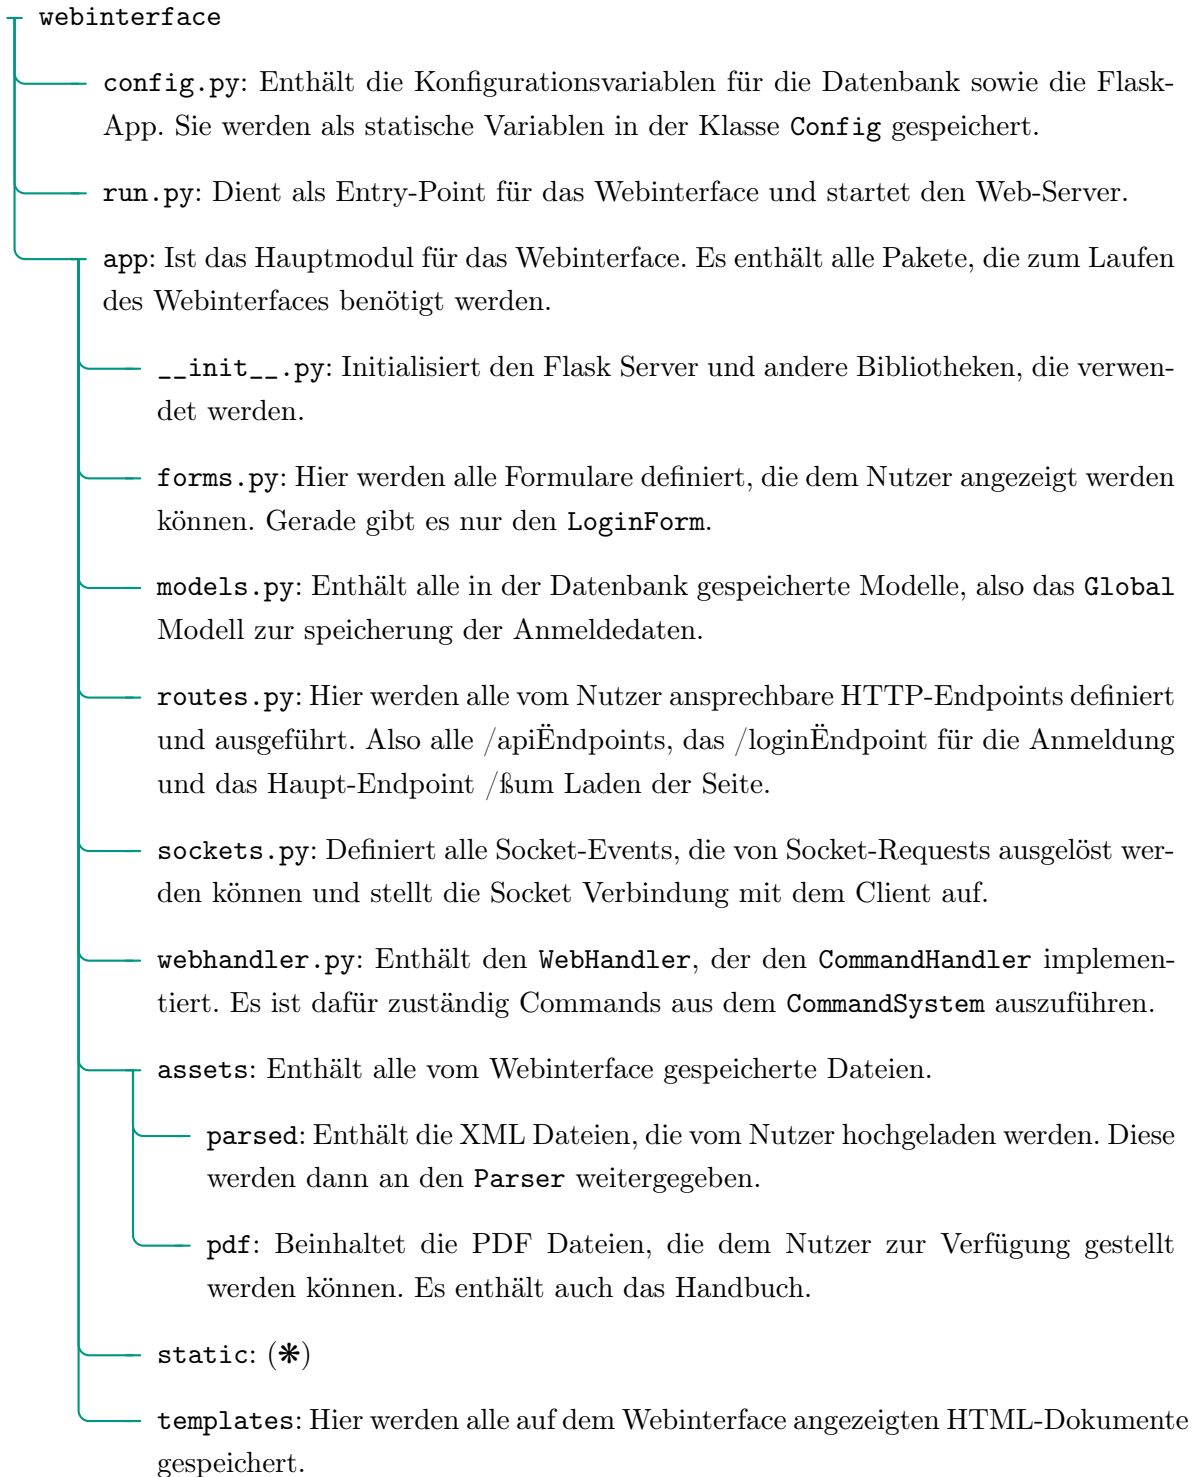 webinterface
config.py: Enthält die Konfigurationsvariablen für die Datenbank sowie die Flask-
App. Sie werden als statische Variablen in der Klasse Config gespeichert.
run.py: Dient als Entry-Point für das Webinterface und startet den Web-Server.
app: Ist das Hauptmodul für das Webinterface. Es enthält alle Pakete, die zum Laufen
des Webinterfaces benötigt werden.
__init__.py: Initialisiert den Flask Server und andere Bibliotheken, die verwen-
det werden.
forms.py: Hier werden alle Formulare definiert, die dem Nutzer angezeigt werden
können. Gerade gibt es nur den LoginForm.
models.py: Enthält alle in der Datenbank gespeicherte Modelle, also das Global
Modell zur speicherung der Anmeldedaten.
routes.py: Hier werden alle vom Nutzer ansprechbare HTTP-Endpoints definiert
und ausgeführt. Also alle /apiËndpoints, das /loginËndpoint für die Anmeldung
und das Haupt-Endpoint /ßum Laden der Seite.
sockets.py: Definiert alle Socket-Events, die von Socket-Requests ausgelöst wer-
den können und stellt die Socket Verbindung mit dem Client auf.
webhandler.py: Enthält den WebHandler, der den CommandHandler implemen-
tiert. Es ist dafür zuständig Commands aus dem CommandSystem auszuführen.
assets: Enthält alle vom Webinterface gespeicherte Dateien.
parsed: Enthält die XML Dateien, die vom Nutzer hochgeladen werden. Diese
werden dann an den Parser weitergegeben.
pdf: Beinhaltet die PDF Dateien, die dem Nutzer zur Verfügung gestellt
werden können. Es enthält auch das Handbuch.
static: (❋)
templates: Hier werden alle auf dem Webinterface angezeigten HTML-Dokumente
gespeichert.